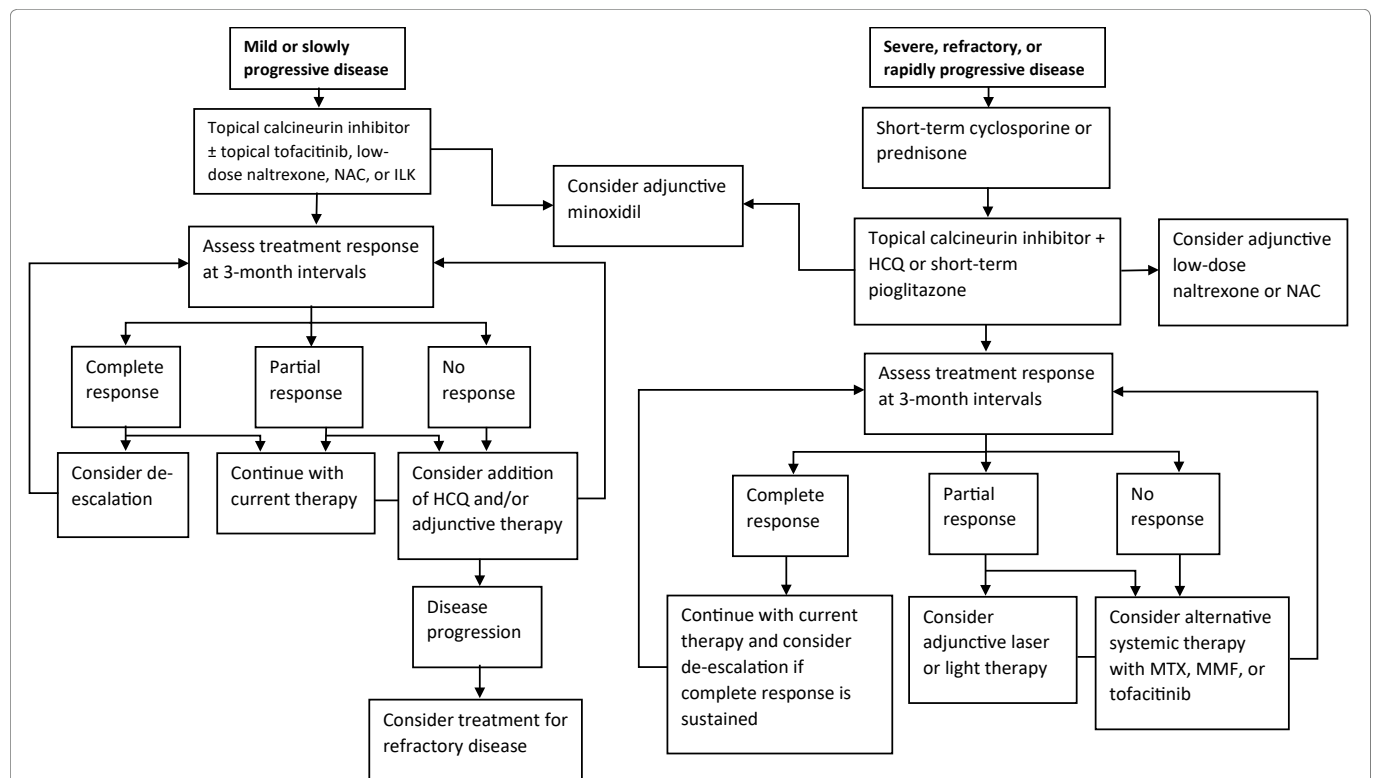 Mild or slowly
progressive disease
Topical calcineurin inhibitor
± topical tofacitinib, low-
dose naltrexone, NAC, or ILK
Assess treatment response
at 3-month intervals
Complete
response
Partial
response
No
response
Consider de-
escalation
Continue with
current therapy
Consider addition
of HCQ and/or
adjunctive therapy
Disease
progression
Consider treatment for
refractory disease
Consider adjunctive
minoxidil
Severe, refractory, or
rapidly progressive disease
Short-term cyclosporine or
prednisone
Topical calcineurin inhibitor +
HCQ or short-term
pioglitazone
Consider adjunctive
low-dose
naltrexone or NAC
Assess treatment response
at 3-month intervals
Complete
response
Partial
response
No
response
Continue with current
therapy and consider
de-escalation if
complete response is
sustained
Consider
adjunctive laser
or light therapy
Consider alternative
systemic therapy
with MTX, MMF, or
tofacitinib